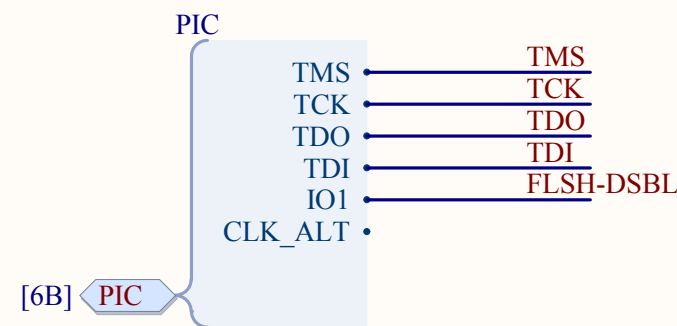 PIC
TMS TMS
TCK TCK
TDO TDO
TDI TDI
IO1 FLSH-DSBL
CLK_ALT
[6B] PIC